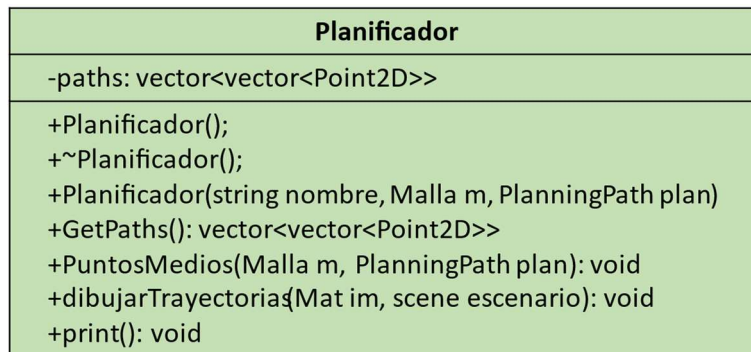 Planificador
-paths: vector<vector<Point2D>>
+Planificador();
+~Planificador();
+Planificador(string nombre, Malla m, PlanningPath plan)
+GetPaths(): vector<vector<Point2D>>
+PuntosMedios(Malla m, PlanningPath plan): void
+dibujarTrayectorias(Mat im, scene escenario): void
+print(): void